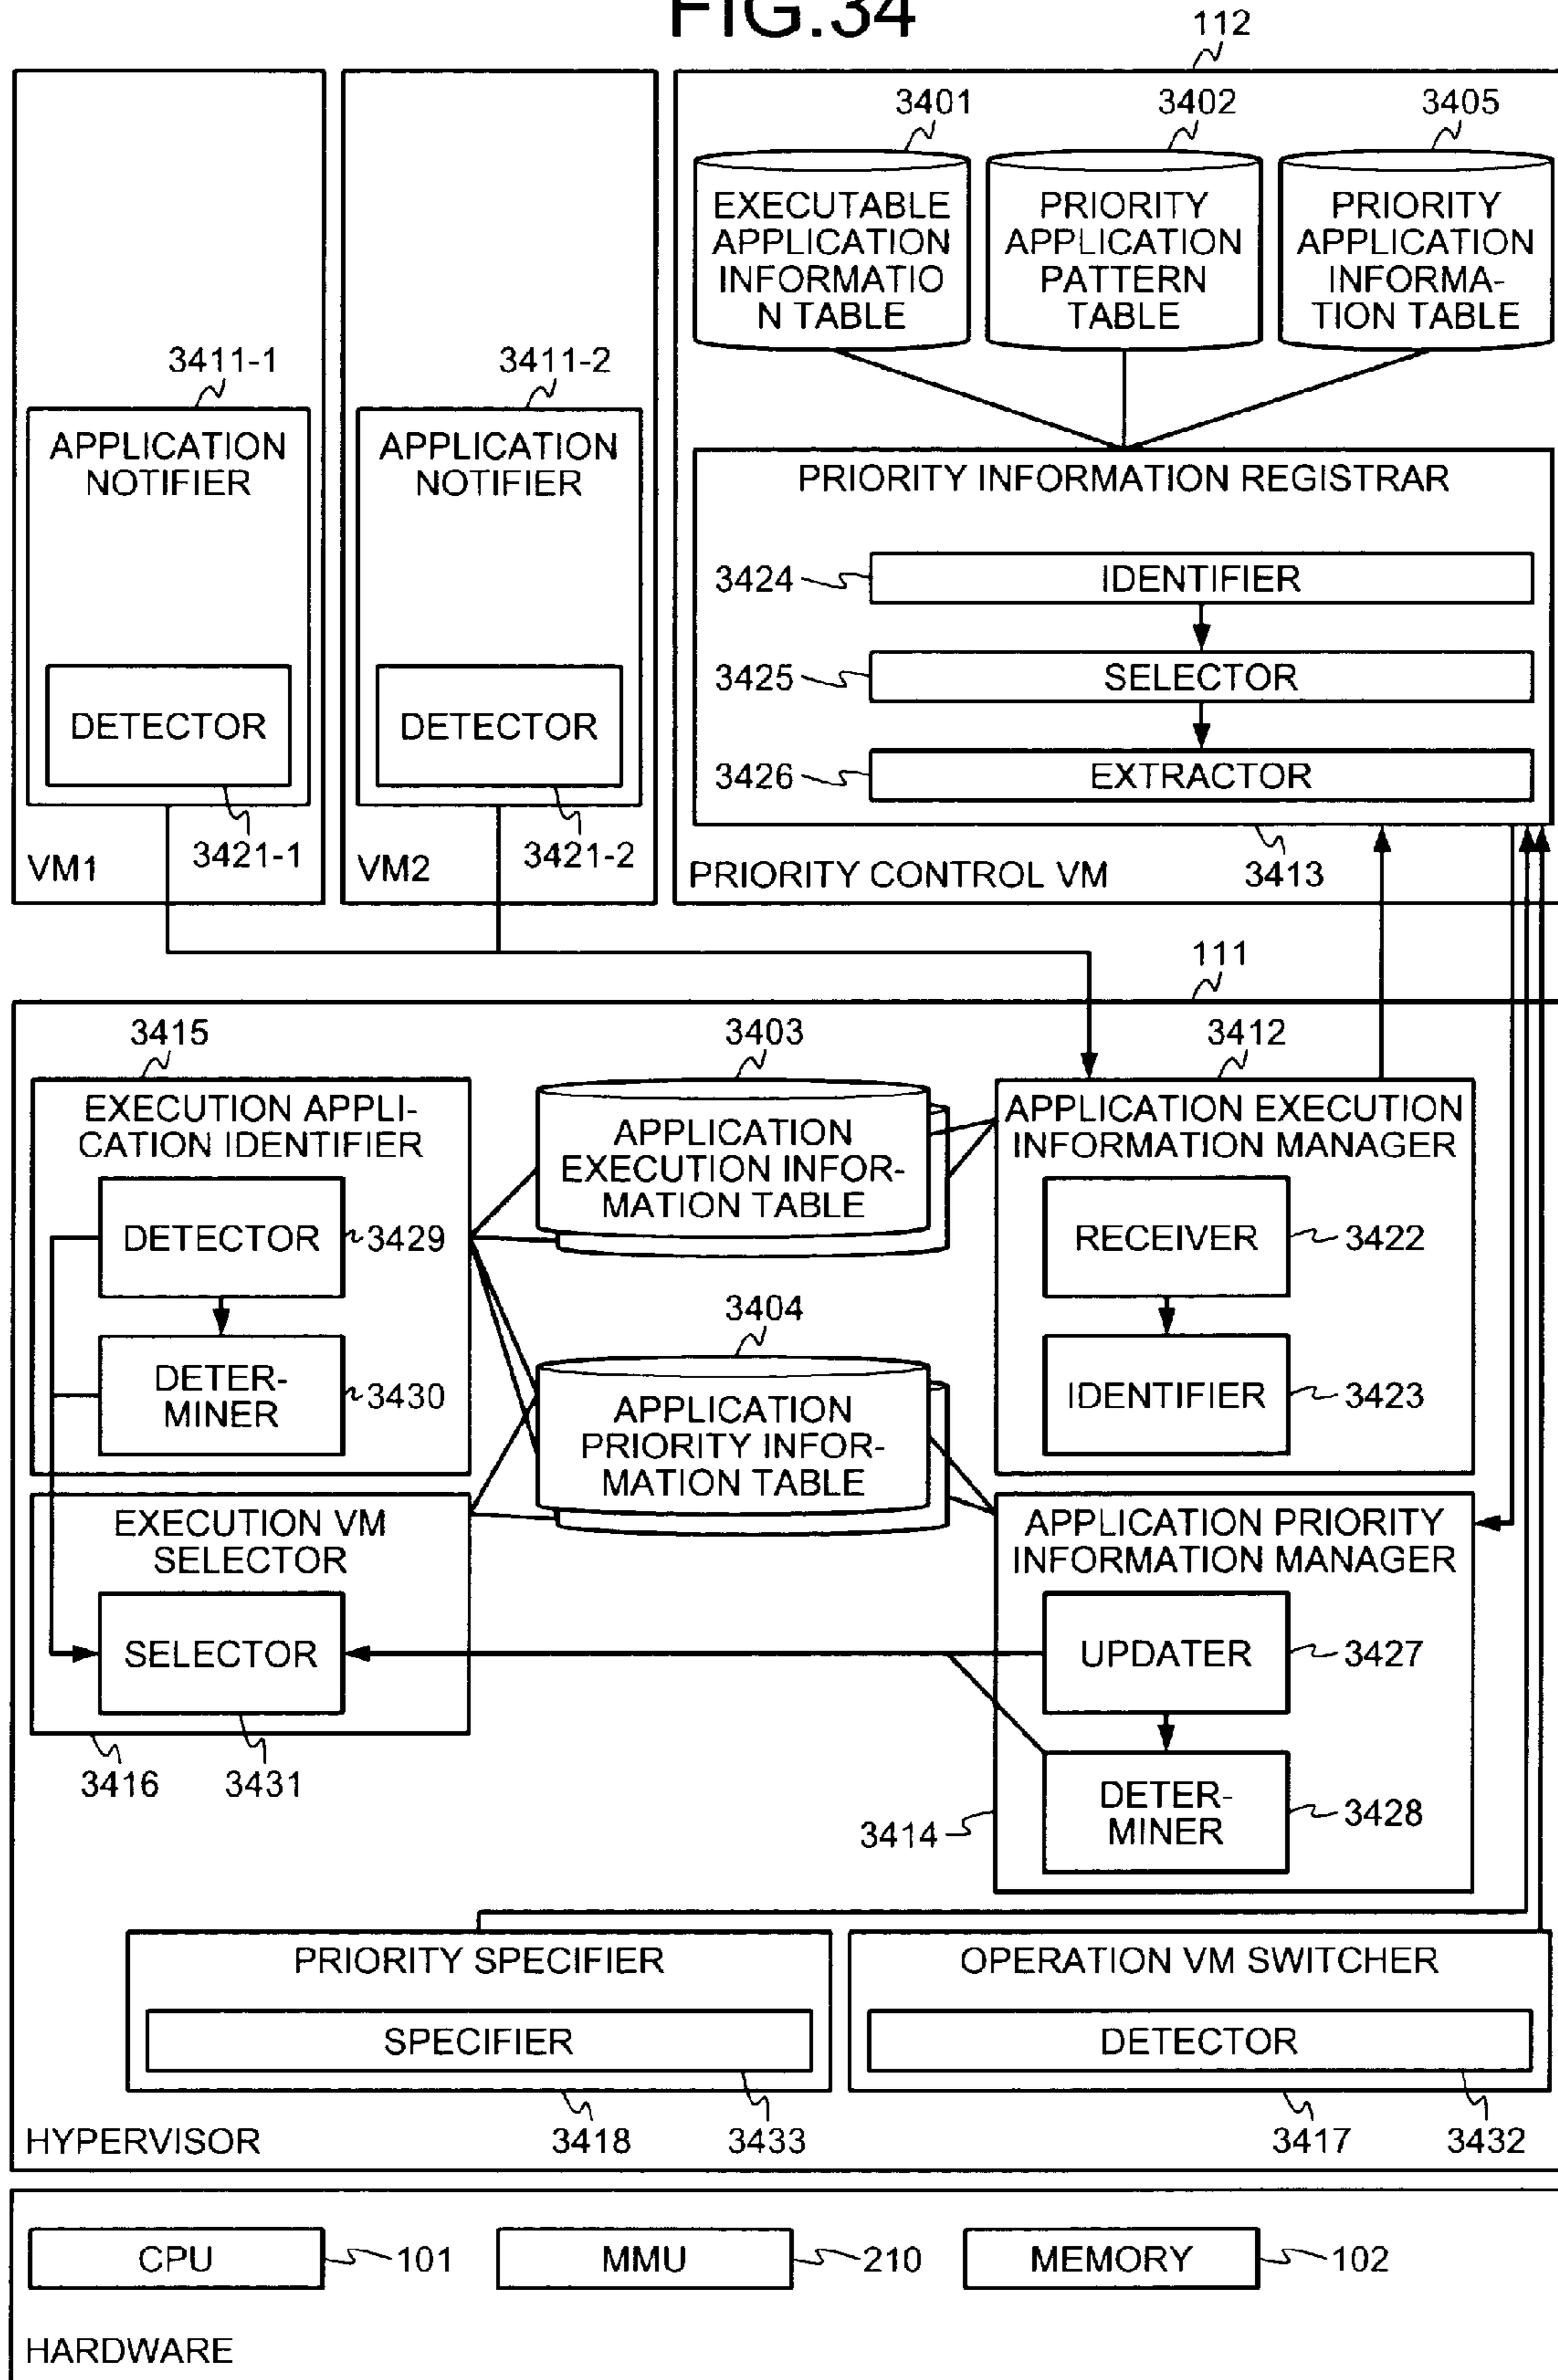 FIG.34
112
3401
3402
3405
EXECUTABLE
APPLICATION
INFORMATIO
N TABLE
PRIORITY
APPLICATION
PATTERN
TABLE
PRIORITY
APPLICATION
INFORMA-
TION TABLE
3411-1
3411-2
APPLICATION
NOTIFIER
APPLICATION
NOTIFIER
PRIORITY INFORMATION REGISTRAR
3424
IDENTIFIER
3425
SELECTOR
3426
EXTRACTOR
DETECTOR
DETECTOR
3421-1
3421-2
VM1
VM2
PRIORITY CONTROL VM
3413
111
3415
3403
3412
EXECUTION APPLI-
CATION IDENTIFIER
APPLICATION
EXECUTION INFOR-
MATION TABLE
APPLICATION EXECUTION
INFORMATION MANAGER
DETECTOR
3429
RECEIVER
3422
3404
DETER-
MINER
3430
APPLICATION
PRIORITY INFOR-
MATION TABLE
IDENTIFIER
3423
EXECUTION VM
SELECTOR
APPLICATION PRIORITY
INFORMATION MANAGER
SELECTOR
UPDATER
3427
3416
3431
3414
DETER-
MINER
3428
PRIORITY SPECIFIER
OPERATION VM SWITCHER
SPECIFIER
DETECTOR
HYPERVISOR
3418
3433
3417
3432
CPU
101
MMU
210
MEMORY
102
HARDWARE